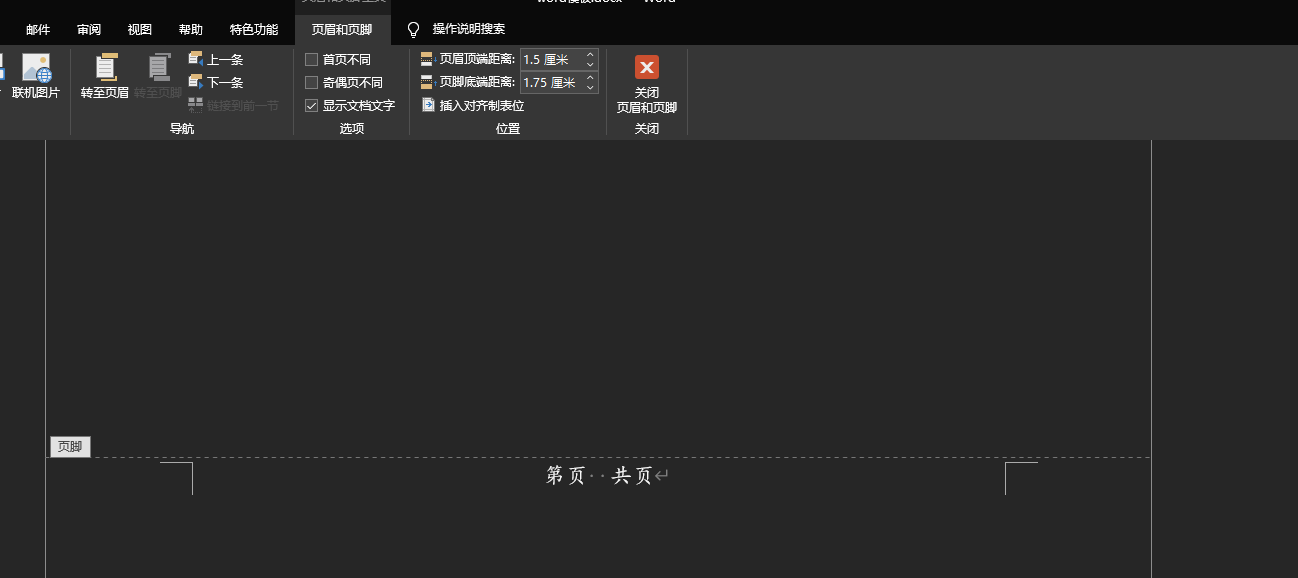 word模板.docx - Word
邮件 审阅 视图 帮助 特色功能 页眉和页脚 操作说明搜索
联机图片
转至页眉
转至页脚
上一条
下一条
链接到前一节
导航
首页不同
奇偶页不同
显示文档文字
选项
页眉顶端距离: 1.5 厘米
页脚底端距离: 1.75 厘米
插入对齐制表位
位置
关闭
页眉和页脚
关闭
页脚
第页··共页↵